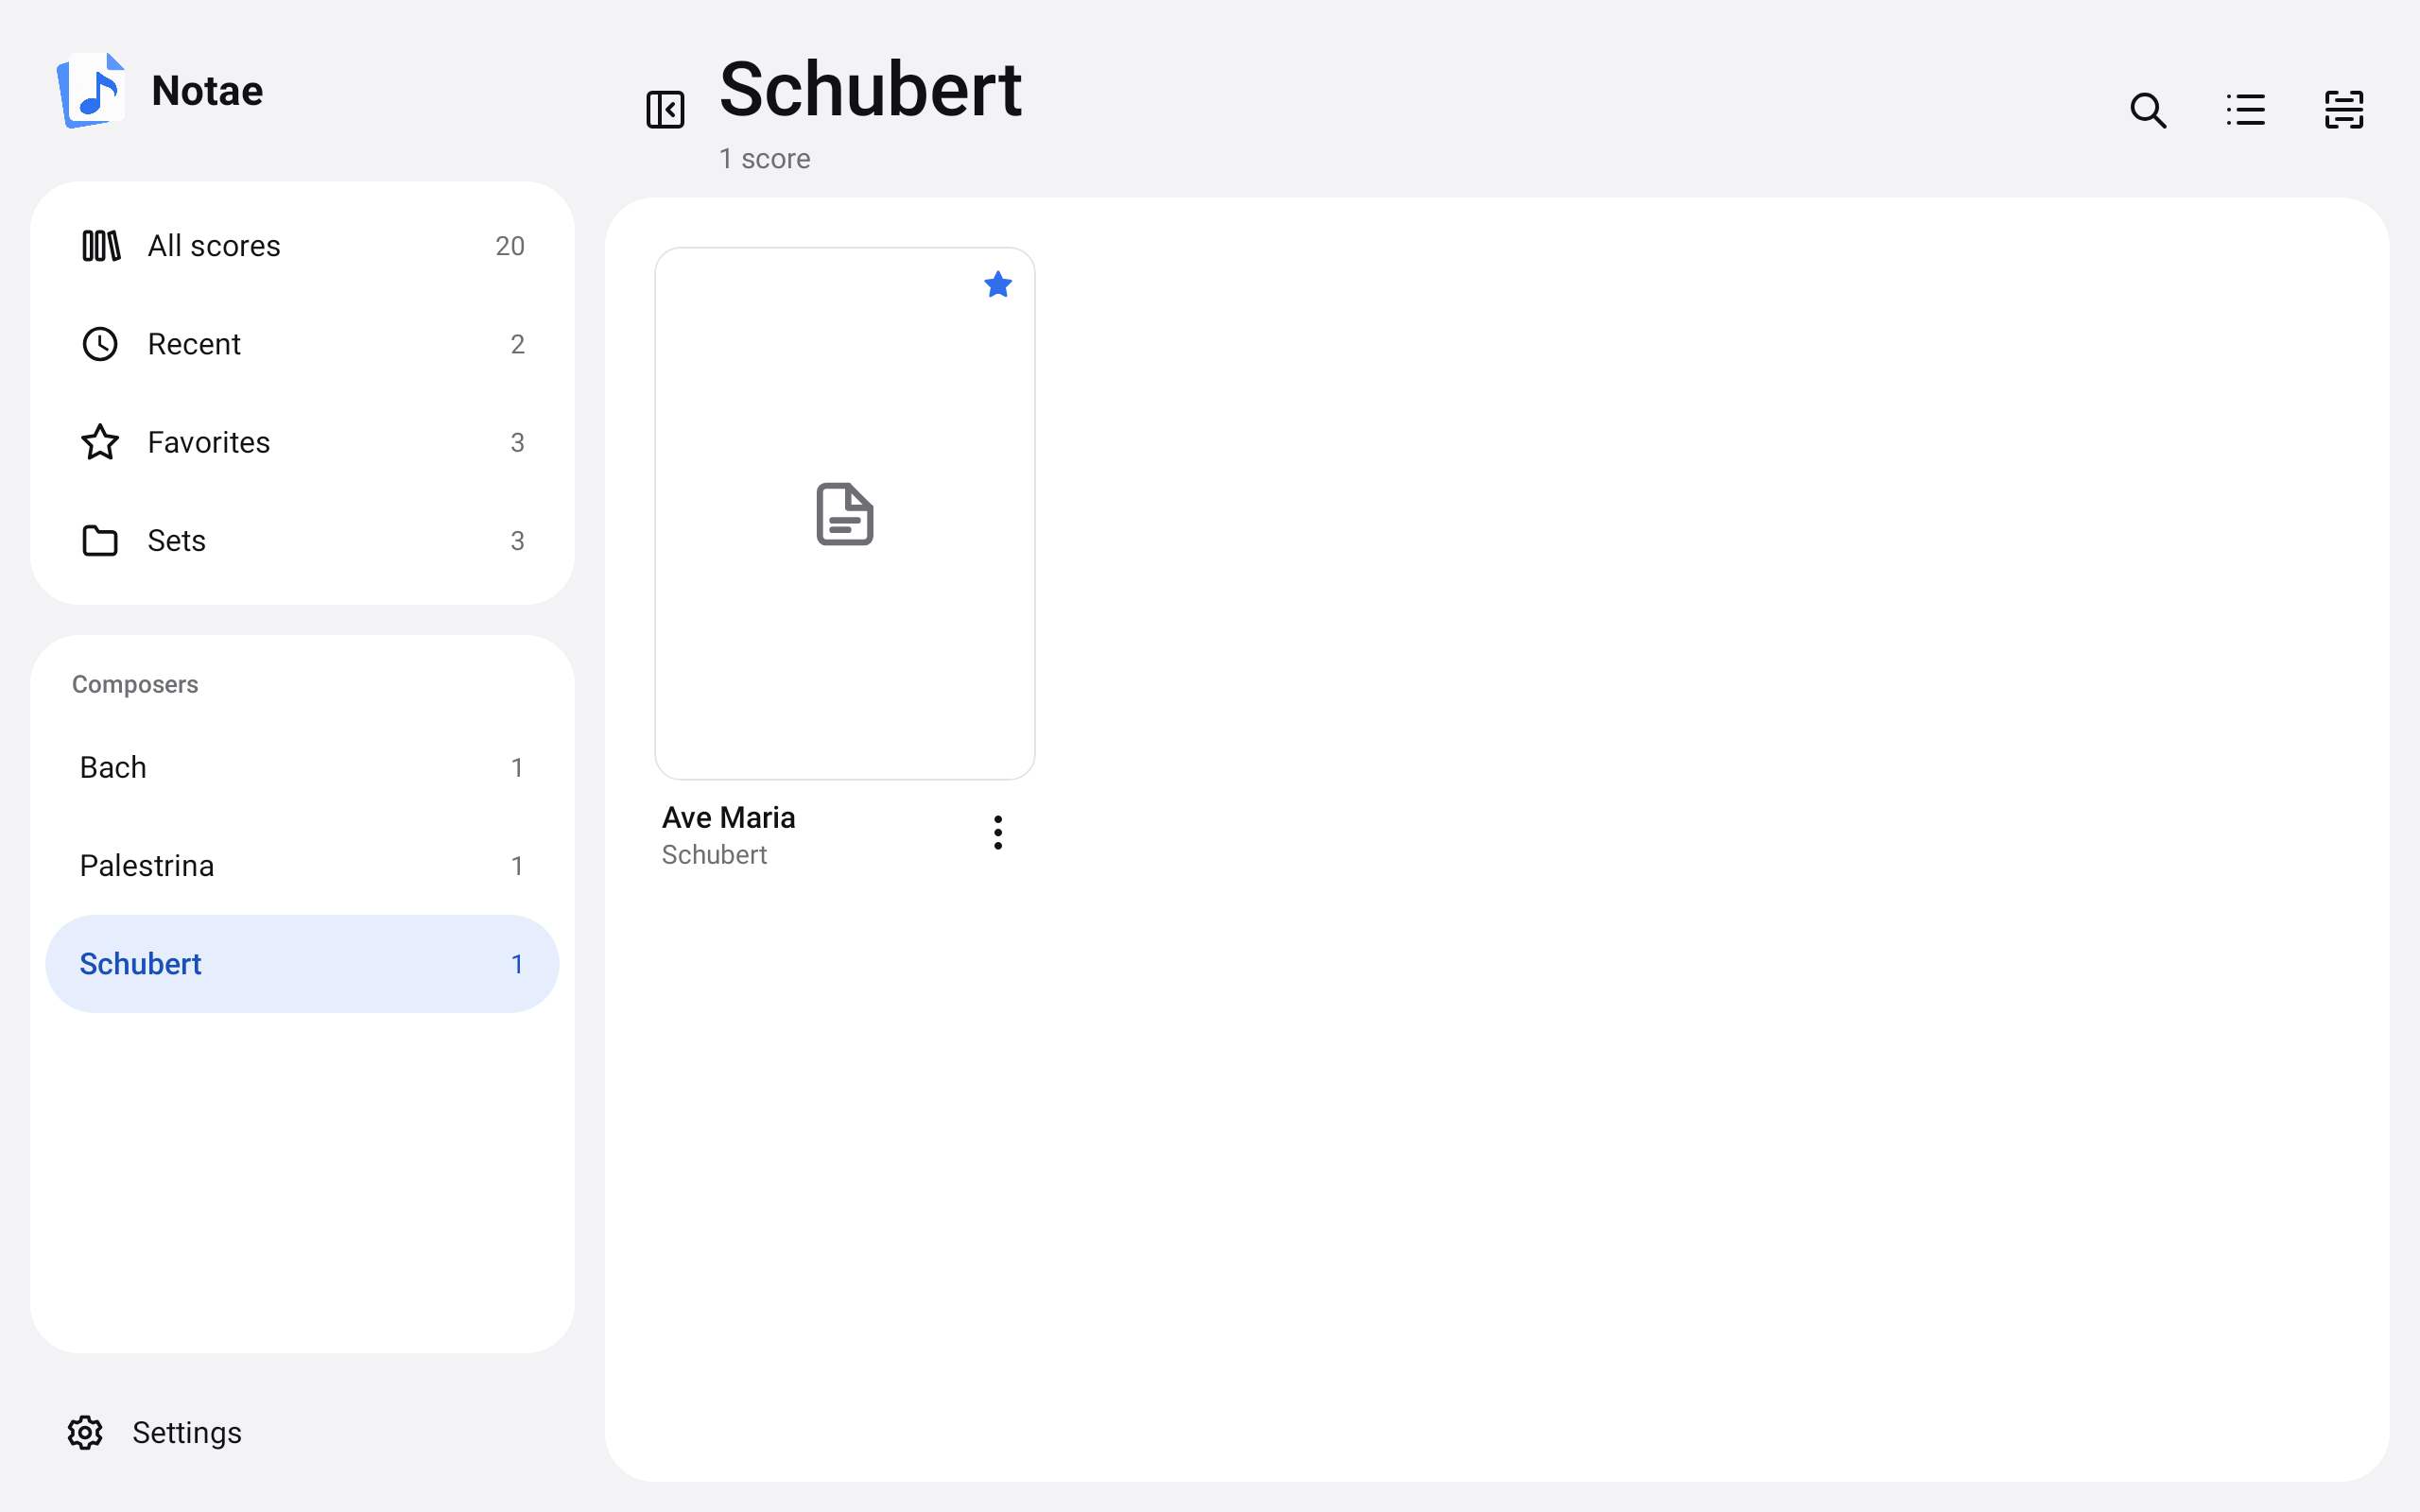 Notae
All scores 20
Recent 2
Favorites 3
Sets 3
Composers
Bach 1
Palestrina 1
Schubert 1
Settings
Schubert
1 score
Ave Maria
Schubert